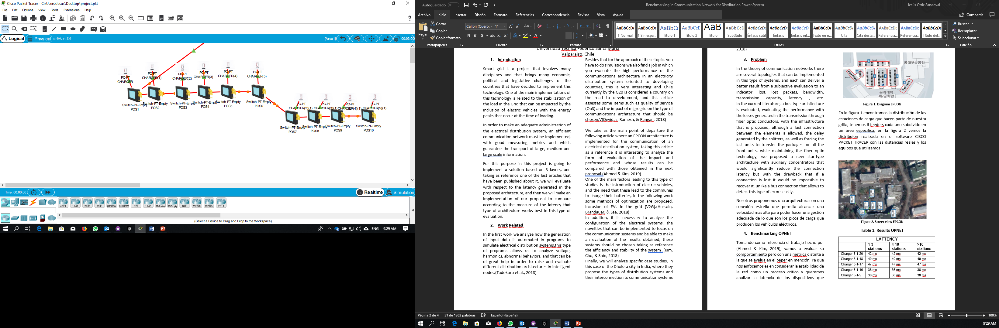 Cisco Packet Tracer - C:\Users\Jesus\Desktop\project.pkt
File Edit Options View Tools Extensions Help
Logical Physical x: 604, y: 239 [Area1] 00:03:00
PC-PT
CHARGER
PC-PT
CHARGER(1)
PC-PT
CHARGER(2)
PC-PT
CHARGER(3)
PC-PT
CHARGER(4)
PC-PT
CHARGER(5)
Switch-PT-Empty
POS1
Switch-PT-Empty
POS2
Switch-PT-Empty
POS3
Switch-PT-Empty
POS4
Switch-PT-Empty
POS5
Switch-PT-Empty
POS6
PC-PT
CHARGER(2)(1)
PC-PT
CHARGER(3)(1)
PC-PT
CHARGER(4)(1)
PC-PT
CHARGER(5)(1)
Switch-PT-Empty
POS7
Switch-PT-Empty
POS8
Switch-PT-Empty
POS9
Switch-PT-Empty
POS10
Time: 00:00:06 Realtime Simulation
4321 1941 2901 2911 819IOX 819HGW 829 1240 PT-Router PT-Empty 1841 2620XM 2621XM 2811
(Select a Device to Drag and Drop to the Workspace)
ENG 9:29 AM
Autoguardado Benchmarking in Communication Network for Distribution Power System Jesús Ortiz Sandoval
Archivo Inicio Insertar Diseño Formato Referencias Correspondencia Revisar Vista Ayuda Compartir
Pegar
Cortar
Copiar
Copiar formato
Portapapeles
Calibri (Cuerpo 11
N K S abc
Fuente
Párrafo
¶ Normal ¶ Sin espa... Título 1 Título 2 Título Subtítulo Énfasis sutil Énfasis Énfasis int... Texto en n... Cita Cita desta... Referencia... Referencia... Título del...
Estilos
Buscar
Reemplazar
Seleccionar
Edición
Universidad Técnica Federico Santa María
Valparaiso, Chile
1. Introduction
Smart grid is a project that involves many
disciplines and that brings many economic,
political and legislative challenges of the
countries that have decided to implement this
technology. One of the main implementations of
this technology is related to the stabilization of
the load in the Grid that can be impacted by the
inclusion of electric vehicles with the energy
peaks that occur at the time of loading.
In order to make an adequate administration of
the electrical distribution system, an efficient
communication network must be implemented,
with good measuring metrics and which
guarantee the transport of large, medium and
large scale information.
For this purpose in this project is going to
implement a solution based on 3 layers, and
taking as reference one of the last articles that
have been published about it, we will evaluate
with respect to the latency generated in the
proposed architecture, and then we will make an
implementation of our proposal to compare
according to the measure of the latency that
type of architecture works best in this type of
evaluation.
2. Work Related
In the first work we analyze how the generation
of input data is automated in programs to
simulate electrical distribution systems,this type
of programs allows us to analyze voltage,
harmonics, abnormal behaviors, and that can be
of great help in order to raise and evaluate
different distribution architectures in intelligent
nodes.(Tadokoro et al., 2018)
Besides that for the approach of these topics you
have to do simulations we also find a job in which
you evaluate the high performance of the
communications architecture in an electricity
distribution system oriented to developing
countries, this is very interesting and Chile
currently by the G20 is considered a country on
the road to development, and this article
assesses some items such as quality of service
(QoS) and the impact of migrogrid on the type of
communications architecture that should be
chosen.V(Devidas, Ramesh, & Rangan, 2018)
We take as the main point of departure the
following article where an EPCON architecture is
implemented for the communication of an
electrical distribution system, taking this article
as a reference it is interesting to analyze the
form of evaluation of the impact and
performance and whose results can be
compared with those obtained in the next
proposal.(Ahmed & Kim, 2019)
One of the main factors leading to this type of
studies is the introduction of electric vehicles,
and the need that these lead to the communes
to charge their batteries, in the following work
some methods of optimization are proposed.
Inclusion of EVs in the grid (V2G).(Hussain,
Brandauer, & Lee, 2018)
In addition, it is necessary to analyze the
configuration of the electrical systems, the
novelties that can be implemented to focus on
the communication systems and be able to make
an evaluation of the results obtained, these
systems should be chosen taking as reference
the efficiency and stability of the system .(Kim,
Cho, & Shin, 2013)
Finally, we will analyze specific case studies, in
this case of the Dholera city in India, where they
propose the types of distribution systems and
their interconnection to communication systems
2018)
3. Problem
In the theory of communication networks there
are several topologies that can be implemented
in this type of systems, and each can deliver a
better result from a subjective evaluation to an
indicator, lost, lost packets, bandwidth,
transmission capacity, latency , etc.
In the current literature, a bus-type architecture
is evaluated, evaluating the performance with
the losses generated in the transmission through
fiber optic conductors, with the infrastructure
that is proposed, although a fast connection
between the elements is allowed, the delay
generated by the splitters, as well as forcing the
last units to transfer the packages for all the
front units, while maintaining the fiber optic
technology, we proposed a new star-type
architecture with auxiliary concentrators that
would significantly reduce the connection
latency but with the drawback that if a
connection is lost it would be impossible to
recover it, unlike a bus connection that allows to
detect this type of errors easily.
Nosotros proponemos una arquitectura con una
conexión estrella que permita alcanzar una
velocidad mas alta para poder hacer una gestión
adecuada de lo que son los picos de carga que
producen los vehículos eléctricos.
4. Benchmarking OPNET
Tomando como referencia el trabajo hecho por
(Ahmed & Kim, 2019), vamos a evaluar su
comportamiento pero con una metrica distinta a
la que se evalua en el paper en mención. Ya que
nos enfocamos es en considerar la estabilidad de
la red como un proceso critico y queremos
analizar la latencia de los dispositivos que
공대부속공장
공과대학
제7공학관
Figure 1. Diagram EPCON
En la figura 1 encontramos la distribución de las
estaciones de carga que hacen parte de nuestra
grilla, tenemos 6 feeders cada uno subdivido en
un área especifica, en la figura 2 vemos la
distribuion realizada en el software CISCO
PACKET TRACER con las distancias reales y los
equipos que utilizamos
Figure 2. Street view EPCON
Table 1. Results OPNET
LATTENCY
1-3 stations 4-10 stations >10 stations
Charger 3-1-20 42 ms 42 ms 42 ms
Charger 3-1-18 40 ms 40 ms 40 ms
Charger 3-1-17 47 ms 47 ms 47 ms
Charger 3-1-16 36 ms 36 ms 36 ms
Charger 6-1-5 38 ms 38 ms 38 ms
Página 2 de 4 51 de 1362 palabras Español (España) 100%
9:29 AM